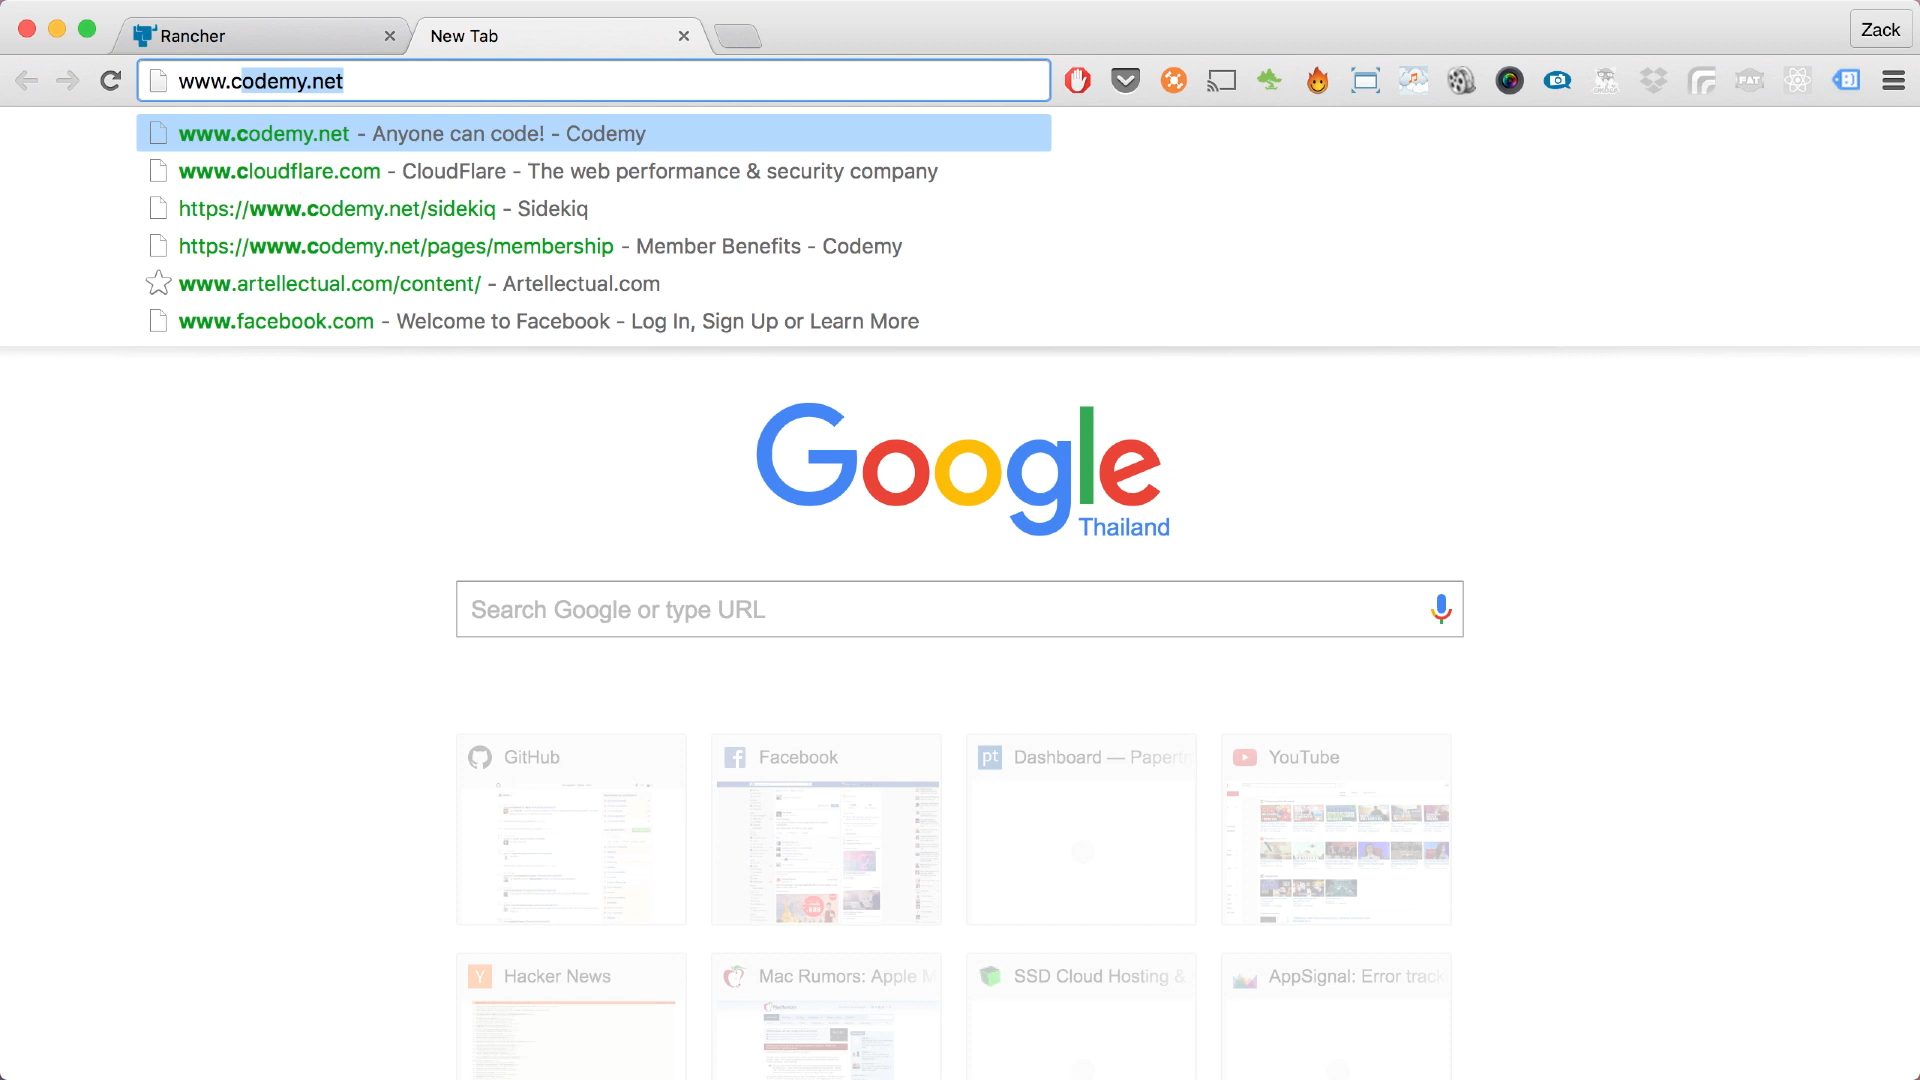 Rancher
New Tab
Zack
www.codemy.net
www.codemy.net - Anyone can code! - Codemy
www.cloudflare.com - CloudFlare - The web performance & security company
https://www.codemy.net/sidekiq - Sidekiq
https://www.codemy.net/pages/membership - Member Benefits - Codemy
www.artellectual.com/content/ - Artellectual.com
www.facebook.com - Welcome to Facebook - Log In, Sign Up or Learn More
Google
Thailand
Search Google or type URL
GitHub
Facebook
pt Dashboard — Papertr
YouTube
Y Hacker News
Mac Rumors: Apple M
SSD Cloud Hosting &
AppSignal: Error track